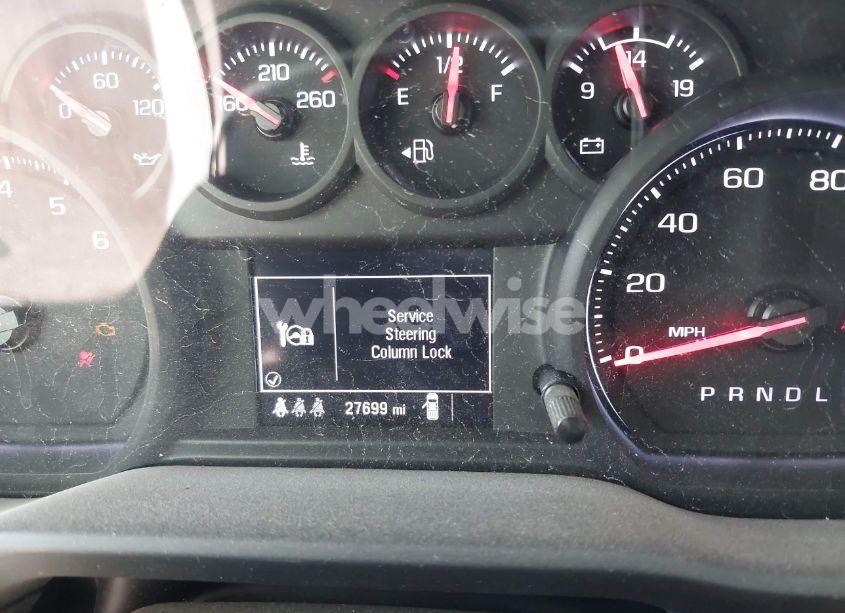 0 60 120
160 210 260
E 1/2 F
9 14 19
4 5 6
0 20 40 60 80
MPH
P R N D L
wheelwise
Service
Steering
Column Lock
27699 mi